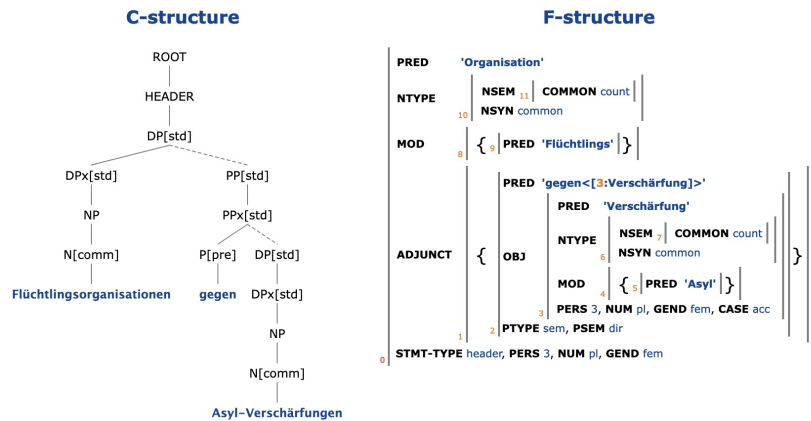 C-structure
ROOT
HEADER
DP[std]
DPx[std] PP[std]
NP PPx[std]
N[comm] P[pre] DP[std]
Flüchtlingsorganisationen gegen DPx[std]
NP
N[comm]
Asyl-Verschärfungen
F-structure
PRED 'Organisation'
NTYPE NSEM 11 COMMON count
10 NSYN common
MOD 8 { 9 PRED 'Flüchtlings' }
PRED 'gegen<[3:Verschärfung]>'
PRED 'Verschärfung'
NTYPE NSEM 7 COMMON count
6 NSYN common
ADJUNCT { OBJ }
MOD 4 { 5 PRED 'Asyl' }
3 PERS 3, NUM pl, GEND fem, CASE acc
1 2 PTYPE sem, PSEM dir
0 STMT-TYPE header, PERS 3, NUM pl, GEND fem